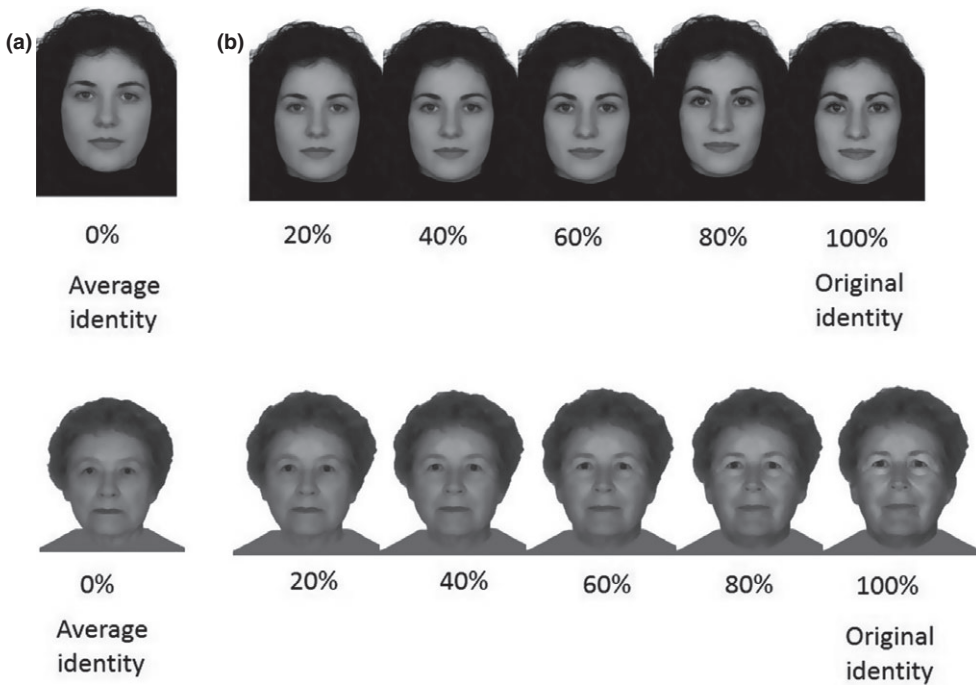 (a) (b)
0% 20% 40% 60% 80% 100%
Average Original
identity identity
0% 20% 40% 60% 80% 100%
Average Original
identity identity